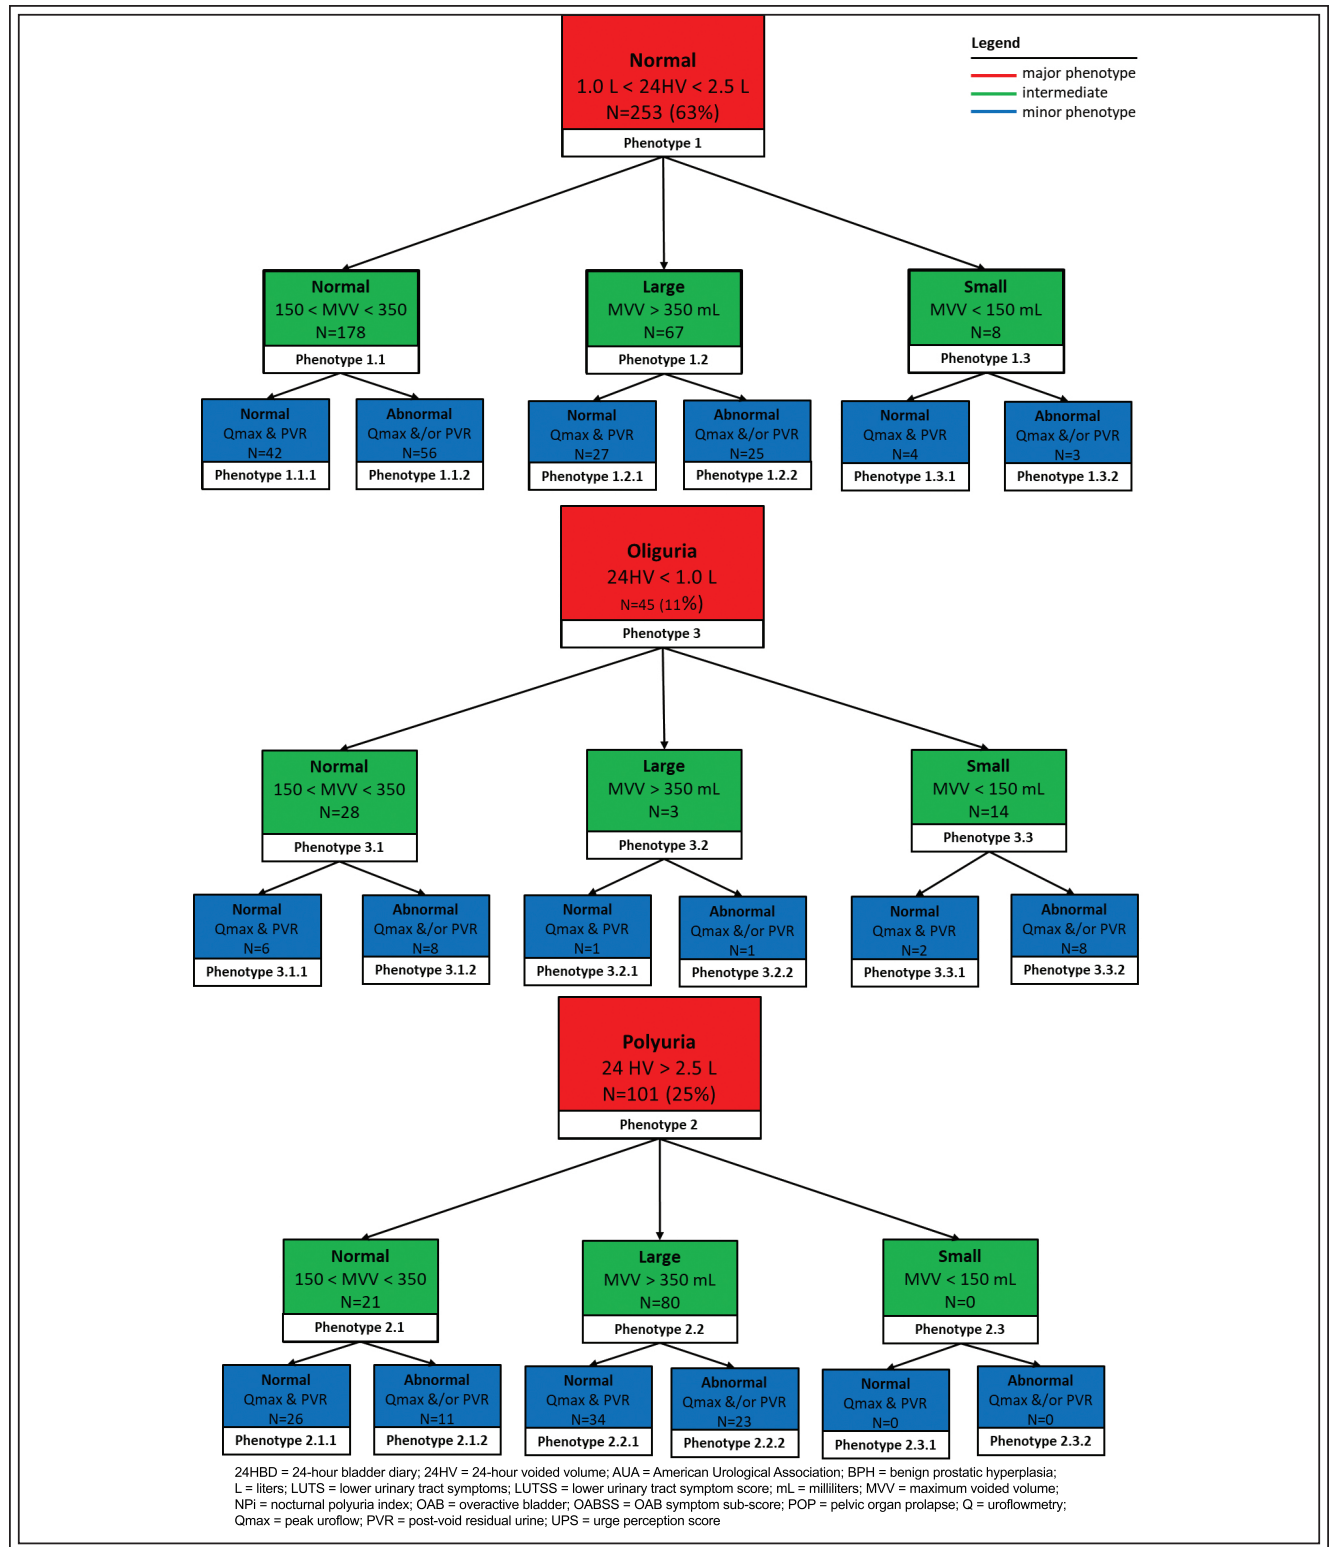 Legend
major phenotype
intermediate
minor phenotype
Normal
1.0 L < 24HV < 2.5 L
N=253 (63%)
Phenotype 1
Normal
150 < MVV < 350
N=178
Phenotype 1.1
Large
MVV > 350 mL
N=67
Phenotype 1.2
Small
MVV < 150 mL
N=8
Phenotype 1.3
Normal
Qmax & PVR
N=42
Phenotype 1.1.1
Abnormal
Qmax &/or PVR
N=56
Phenotype 1.1.2
Normal
Qmax & PVR
N=27
Phenotype 1.2.1
Abnormal
Qmax &/or PVR
N=25
Phenotype 1.2.2
Normal
Qmax & PVR
N=4
Phenotype 1.3.1
Abnormal
Qmax &/or PVR
N=3
Phenotype 1.3.2
Oliguria
24HV < 1.0 L
N=45 (11%)
Phenotype 3
Normal
150 < MVV < 350
N=28
Phenotype 3.1
Large
MVV > 350 mL
N=3
Phenotype 3.2
Small
MVV < 150 mL
N=14
Phenotype 3.3
Normal
Qmax & PVR
N=6
Phenotype 3.1.1
Abnormal
Qmax &/or PVR
N=8
Phenotype 3.1.2
Normal
Qmax & PVR
N=1
Phenotype 3.2.1
Abnormal
Qmax &/or PVR
N=1
Phenotype 3.2.2
Normal
Qmax & PVR
N=2
Phenotype 3.3.1
Abnormal
Qmax &/or PVR
N=8
Phenotype 3.3.2
Polyuria
24 HV > 2.5 L
N=101 (25%)
Phenotype 2
Normal
150 < MVV < 350
N=21
Phenotype 2.1
Large
MVV > 350 mL
N=80
Phenotype 2.2
Small
MVV < 150 mL
N=0
Phenotype 2.3
Normal
Qmax & PVR
N=26
Phenotype 2.1.1
Abnormal
Qmax &/or PVR
N=11
Phenotype 2.1.2
Normal
Qmax & PVR
N=34
Phenotype 2.2.1
Abnormal
Qmax &/or PVR
N=23
Phenotype 2.2.2
Normal
Qmax & PVR
N=0
Phenotype 2.3.1
Abnormal
Qmax &/or PVR
N=0
Phenotype 2.3.2
24HBD = 24-hour bladder diary; 24HV = 24-hour voided volume; AUA = American Urological Association; BPH = benign prostatic hyperplasia;
L = liters; LUTS = lower urinary tract symptoms; LUTSS = lower urinary tract symptom score; mL = milliliters; MVV = maximum voided volume;
NPi = nocturnal polyuria index; OAB = overactive bladder; OABSS = OAB symptom sub-score; POP = pelvic organ prolapse; Q = uroflowmetry;
Qmax = peak uroflow; PVR = post-void residual urine; UPS = urge perception score